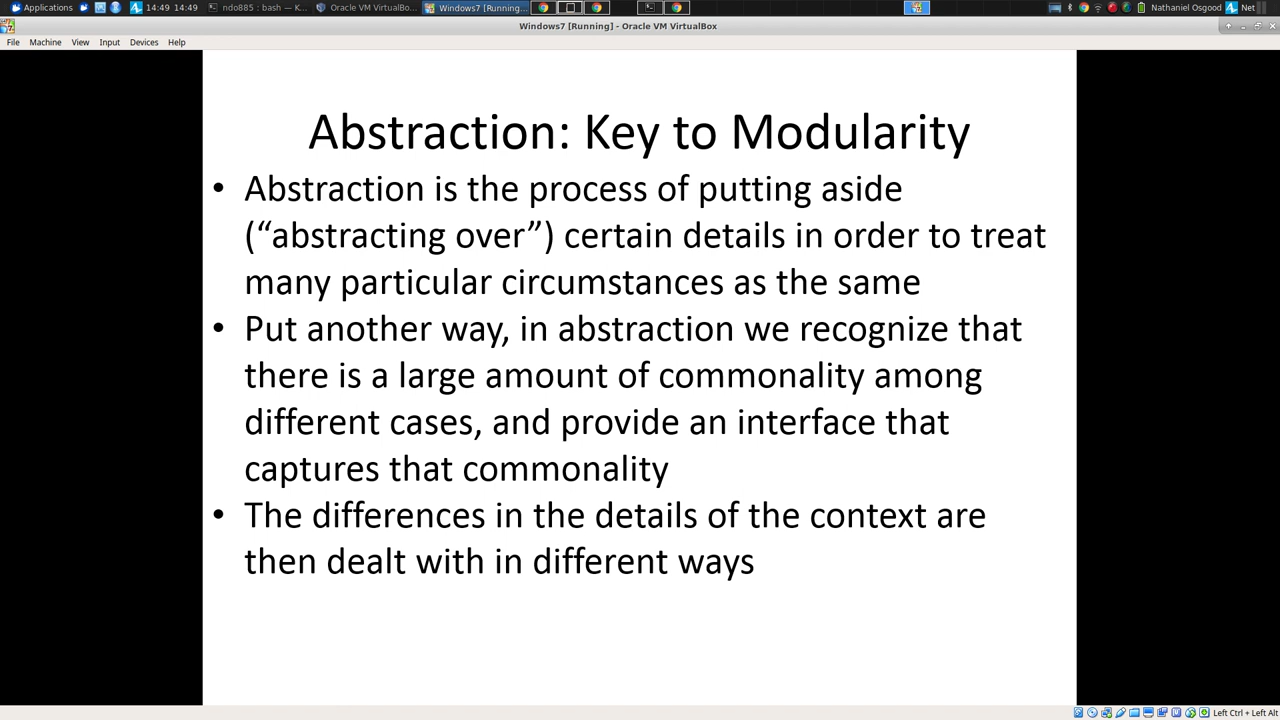 Applications
14:49 14:49
ndo885 : bash — K...
Oracle VM VirtualBo...
Windows7 [Running...
Nathaniel Osgood
Net
Windows7 [Running] - Oracle VM VirtualBox
File Machine View Input Devices Help
Abstraction: Key to Modularity
• Abstraction is the process of putting aside
(“abstracting over”) certain details in order to treat
many particular circumstances as the same
• Put another way, in abstraction we recognize that
there is a large amount of commonality among
different cases, and provide an interface that
captures that commonality
• The differences in the details of the context are
then dealt with in different ways
Left Ctrl + Left Alt